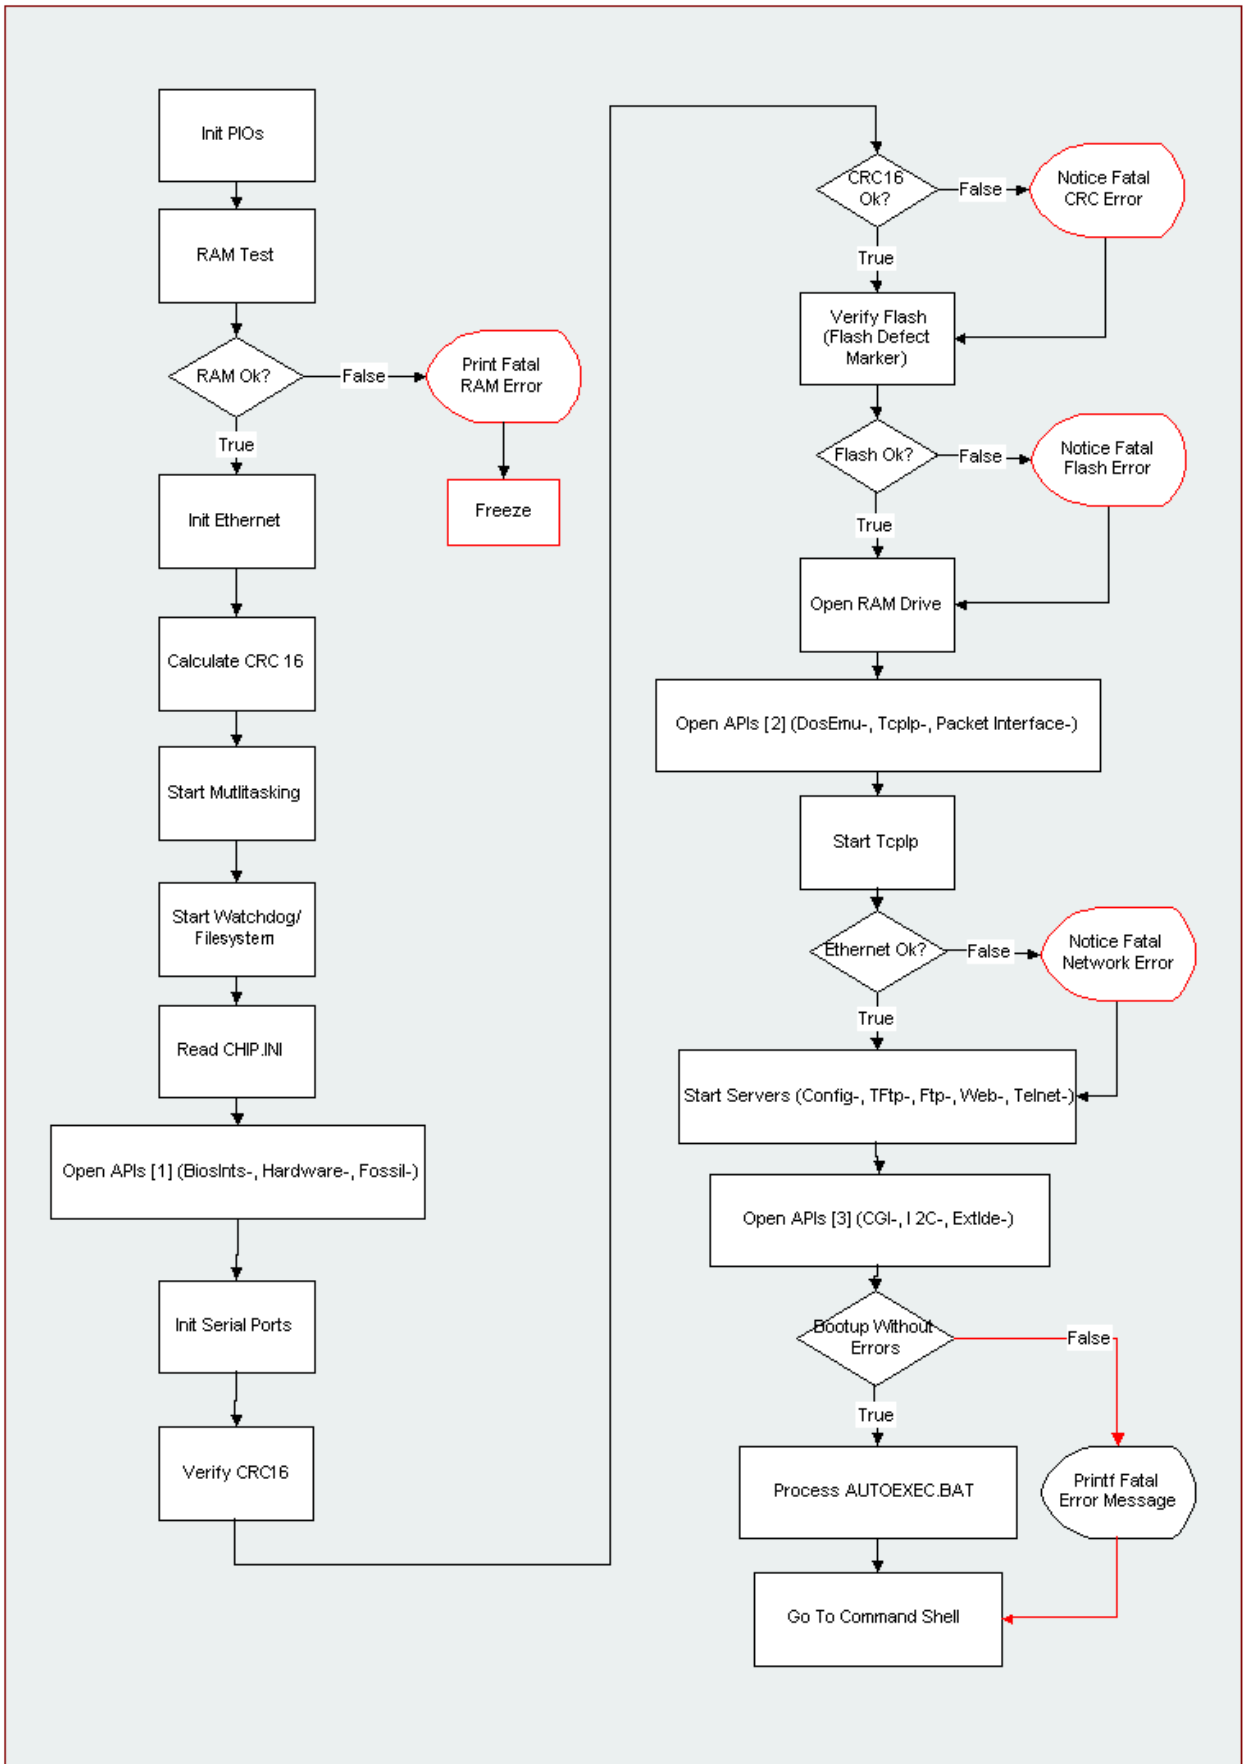 Init PIOs
RAM Test
RAM Ok?
False
Print Fatal
RAM Error
True
Freeze
Init Ethernet
Calculate CRC 16
Start Mutlitasking
Start Watchdog/
Filesystem
Read CHIP.INI
Open APIs [1] (BiosInts-, Hardware-, Fossil-)
Init Serial Ports
Verify CRC16
CRC16
Ok?
False
Notice Fatal
CRC Error
True
Verify Flash
(Flash Defect
Marker)
Flash Ok?
False
Notice Fatal
Flash Error
True
Open RAM Drive
Open APIs [2] (DosEmu-, TcpIp-, Packet Interface-)
Start TcpIp
Ethernet Ok?
False
Notice Fatal
Network Error
True
Start Servers (Config-, TFtp-, Ftp-, Web-, Telnet-)
Open APIs [3] (CGI-, I2C-, ExtIde-)
Bootup Without
Errors
False
True
Process AUTOEXEC.BAT
Printf Fatal
Error Message
Go To Command Shell